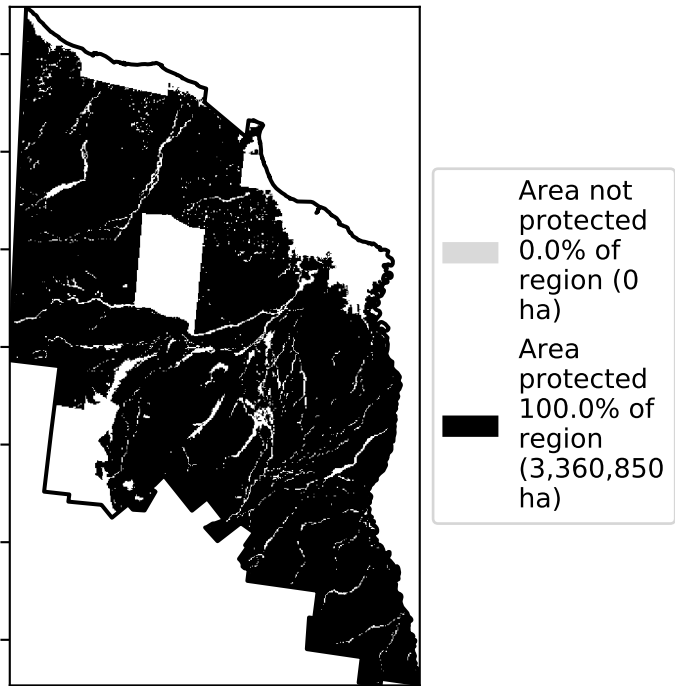 Area not
protected
0.0% of
region (0
ha)
Area
protected
100.0% of
region
(3,360,850
ha)